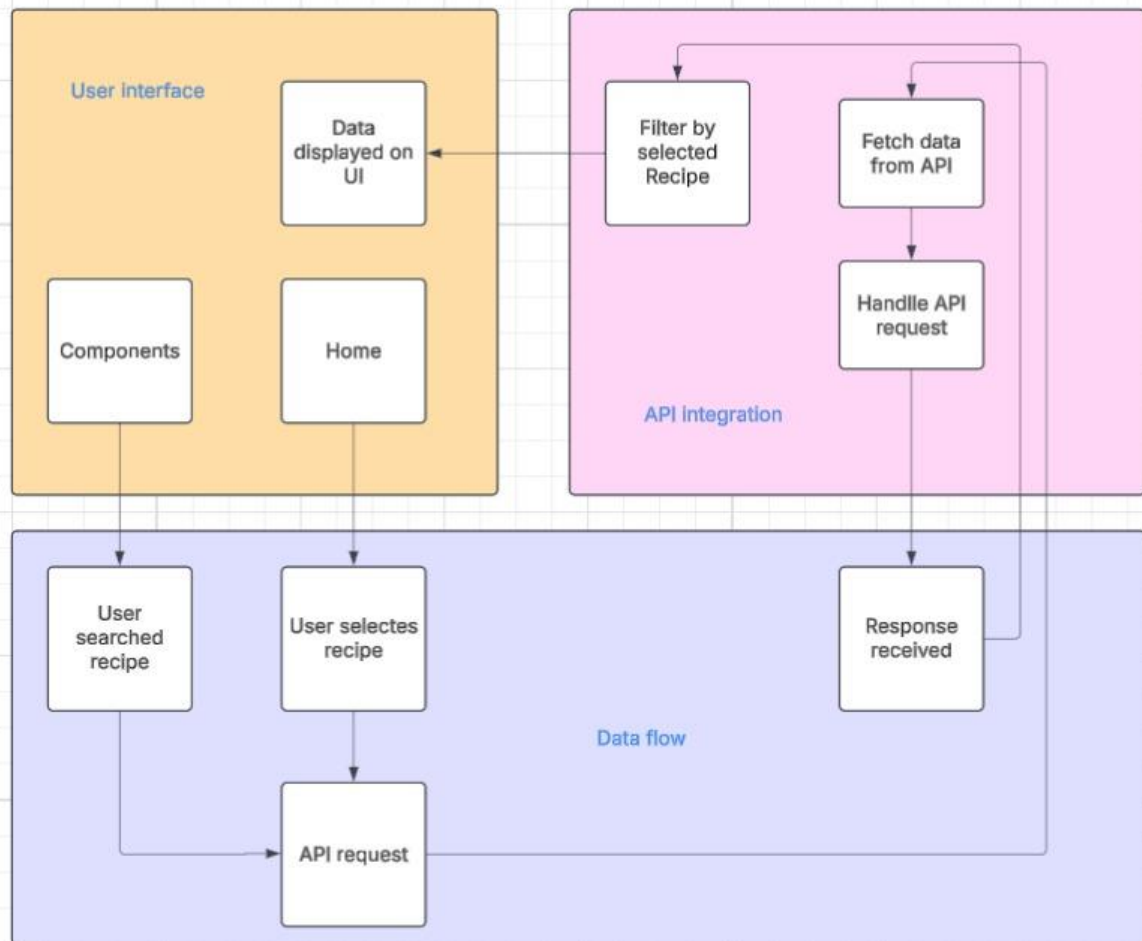 User interface
Data
displayed on
UI
Components
Home
Filter by
selected
Recipe
Fetch data
from API
Handlle API
request
API integration
User
searched
recipe
User selectes
recipe
Response
received
Data flow
API request